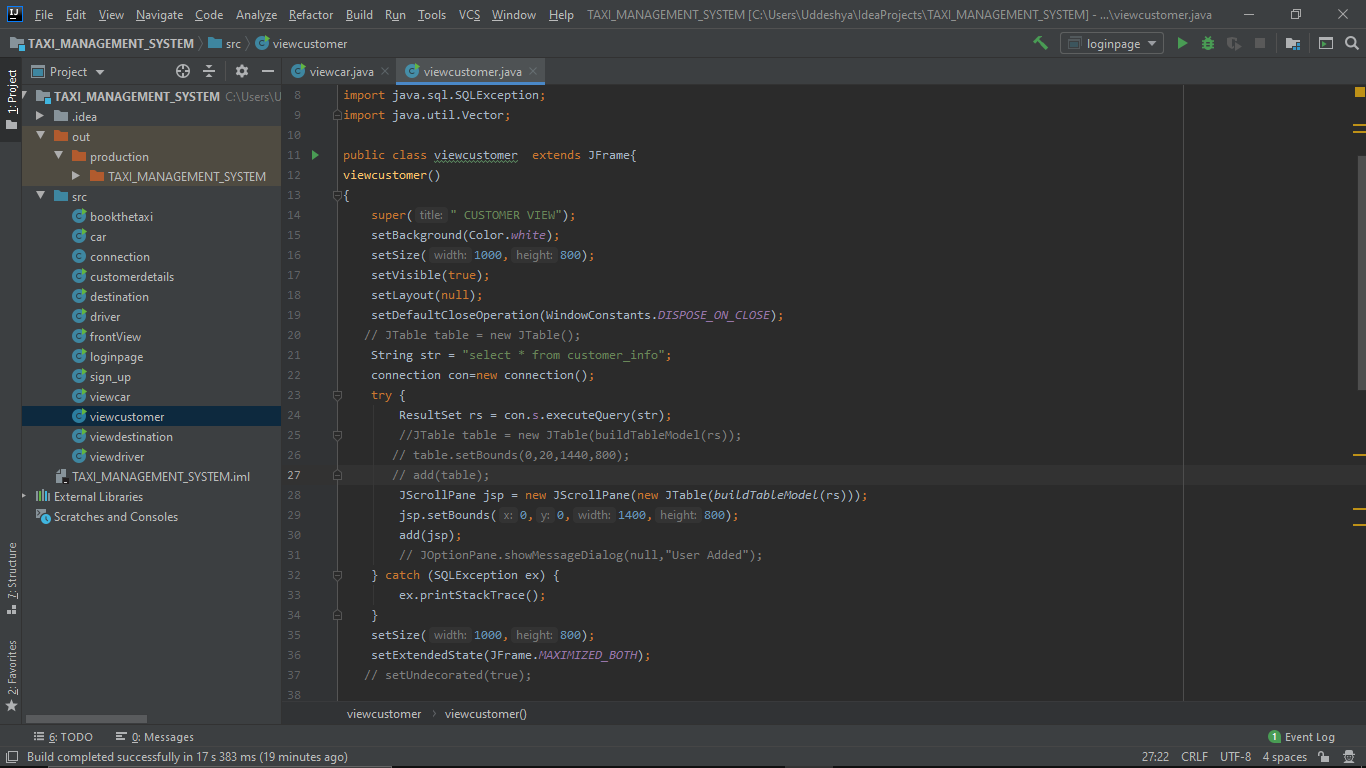 File Edit View Navigate Code Analyze Refactor Build Run Tools VCS Window Help TAXI_MANAGEMENT_SYSTEM [C:\Users\Uddeshya\IdeaProjects\TAXI_MANAGEMENT_SYSTEM] - ...\viewcustomer.java
TAXI_MANAGEMENT_SYSTEM src viewcustomer loginpage
1: Project
7: Structure
2: Favorites
Project
TAXI_MANAGEMENT_SYSTEM C:\Users\U
.idea
out
production
TAXI_MANAGEMENT_SYSTEM
src
bookthetaxi
car
connection
customerdetails
destination
driver
frontView
loginpage
sign_up
viewcar
viewcustomer
viewdestination
viewdriver
TAXI_MANAGEMENT_SYSTEM.iml
External Libraries
Scratches and Consoles
viewcar.java viewcustomer.java
8 import java.sql.SQLException;
9 import java.util.Vector;
10
11 public class viewcustomer  extends JFrame{
12 viewcustomer()
13 {
14     super( title: " CUSTOMER VIEW");
15     setBackground(Color.white);
16     setSize( width: 1000, height: 800);
17     setVisible(true);
18     setLayout(null);
19     setDefaultCloseOperation(WindowConstants.DISPOSE_ON_CLOSE);
20    // JTable table = new JTable();
21     String str = "select * from customer_info";
22     connection con=new connection();
23     try {
24         ResultSet rs = con.s.executeQuery(str);
25         //JTable table = new JTable(buildTableModel(rs));
26        // table.setBounds(0,20,1440,800);
27        // add(table);
28         JScrollPane jsp = new JScrollPane(new JTable(buildTableModel(rs)));
29         jsp.setBounds( x: 0, y: 0, width: 1400, height: 800);
30         add(jsp);
31         // JOptionPane.showMessageDialog(null,"User Added");
32     } catch (SQLException ex) {
33         ex.printStackTrace();
34     }
35     setSize( width: 1000, height: 800);
36     setExtendedState(JFrame.MAXIMIZED_BOTH);
37    // setUndecorated(true);
38
viewcustomer viewcustomer()
6: TODO 0: Messages 1 Event Log
Build completed successfully in 17 s 383 ms (19 minutes ago) 27:22 CRLF UTF-8 4 spaces